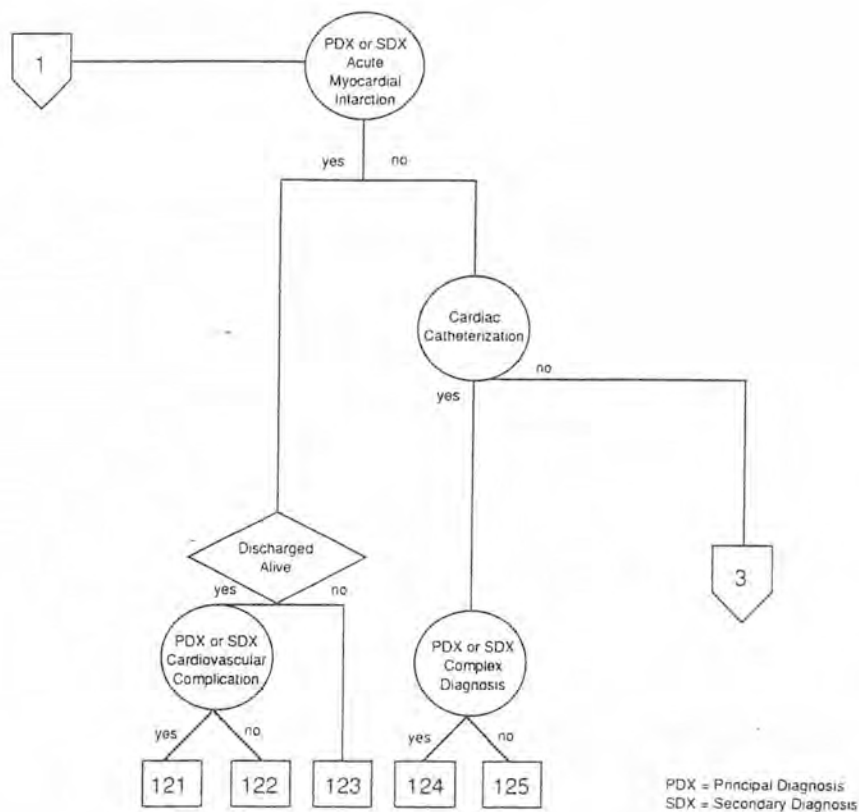 PDX or SDX
Acute
Myocardial
Infarction
1
yes no
Cardiac
Catheterization
no
yes
Discharged
Alive
3
yes no
PDX or SDX
Cardiovascular
Complication
PDX or SDX
Complex
Diagnosis
yes no
yes no
121 122 123 124 125
PDX = Principal Diagnosis
SDX = Secondary Diagnosis